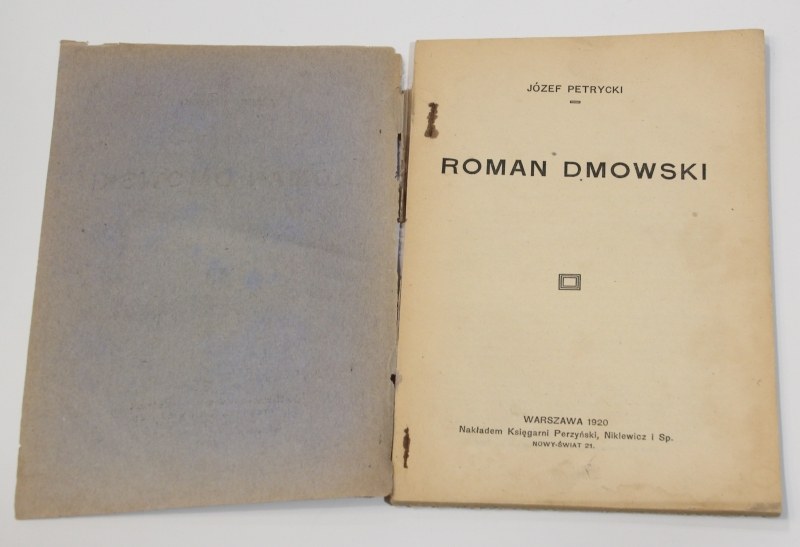 JÓZEF PETRYCKI
ROMAN DMOWSKI
WARSZAWA 1920
Nakładem Księgarni Perzyński, Niklewicz i Sp.
NOWY-ŚWIAT 21.